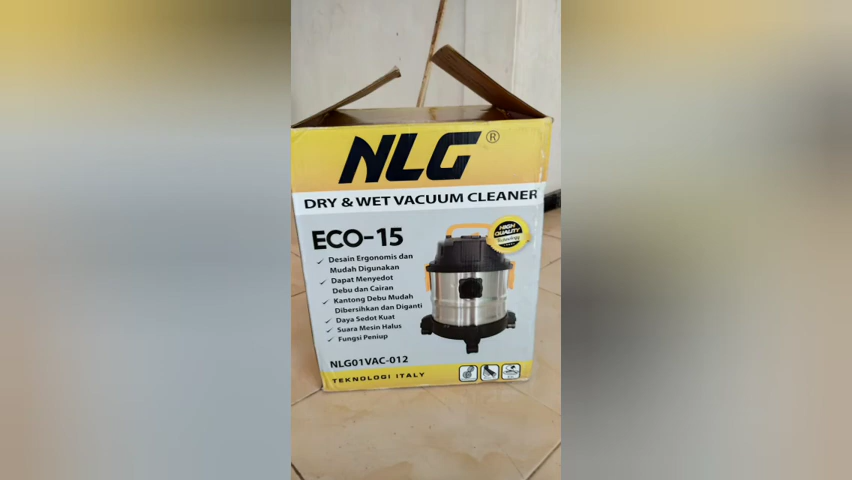 NLG®
DRY & WET VACUUM CLEANER
ECO-15
HIGH
QUALITY
Technology
✓ Desain Ergonomis dan
Mudah Digunakan
✓ Dapat Menyedot
Debu dan Cairan
✓ Kantong Debu Mudah
Dibersihkan dan Diganti
✓ Daya Sedot Kuat
✓ Suara Mesin Halus
✓ Fungsi Peniup
NLG01VAC-012
TEKNOLOGI ITALY